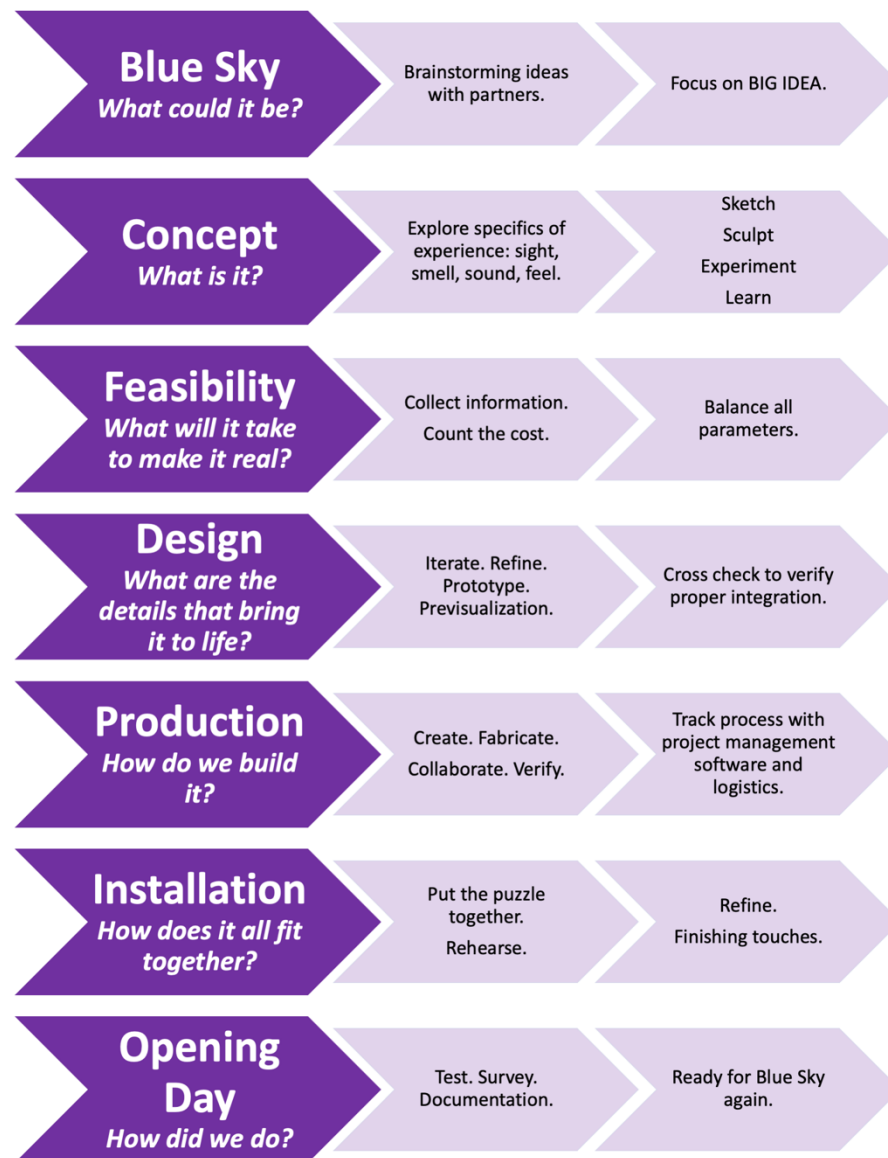 Blue Sky
What could it be?
Brainstorming ideas
with partners.
Focus on BIG IDEA.
Concept
What is it?
Explore specifics of
experience: sight,
smell, sound, feel.
Sketch
Sculpt
Experiment
Learn
Feasibility
What will it take
to make it real?
Collect information.
Count the cost.
Balance all
parameters.
Design
What are the
details that bring
it to life?
Iterate. Refine.
Prototype.
Previsualization.
Cross check to verify
proper integration.
Production
How do we build
it?
Create. Fabricate.
Collaborate. Verify.
Track process with
project management
software and
logistics.
Installation
How does it all fit
together?
Put the puzzle
together.
Rehearse.
Refine.
Finishing touches.
Opening
Day
How did we do?
Test. Survey.
Documentation.
Ready for Blue Sky
again.